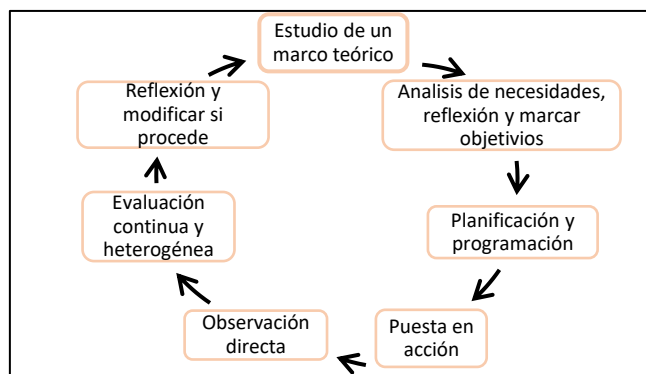 Estudio de un
marco teórico
Analisis de necesidades,
reflexión y marcar
objetivios
Planificación y
programación
Puesta en
acción
Observación
directa
Evaluación
continua y
heterogénea
Reflexión y
modificar si
procede